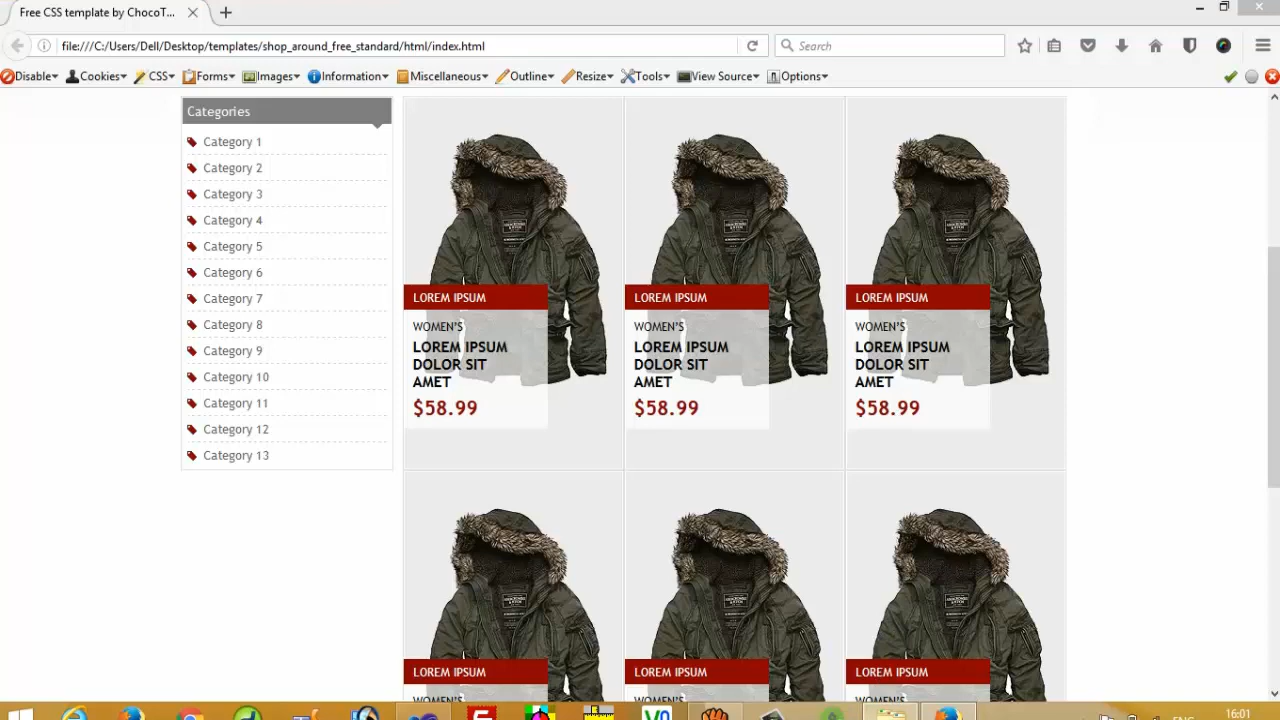 Free CSS template by ChocoT...
file:///C:/Users/Dell/Desktop/templates/shop_around_free_standard/html/index.html
Search
Disable Cookies CSS Forms Images Information Miscellaneous Outline Resize Tools View Source Options
Categories
Category 1
Category 2
Category 3
Category 4
Category 5
Category 6
Category 7
Category 8
Category 9
Category 10
Category 11
Category 12
Category 13
LOREM IPSUM
WOMEN'S
LOREM IPSUM
DOLOR SIT
AMET
$58.99
LOREM IPSUM
WOMEN'S
LOREM IPSUM
DOLOR SIT
AMET
$58.99
LOREM IPSUM
WOMEN'S
LOREM IPSUM
DOLOR SIT
AMET
$58.99
LOREM IPSUM
WOMEN'S
LOREM IPSUM
WOMEN'S
LOREM IPSUM
WOMEN'S
ENG
16:01